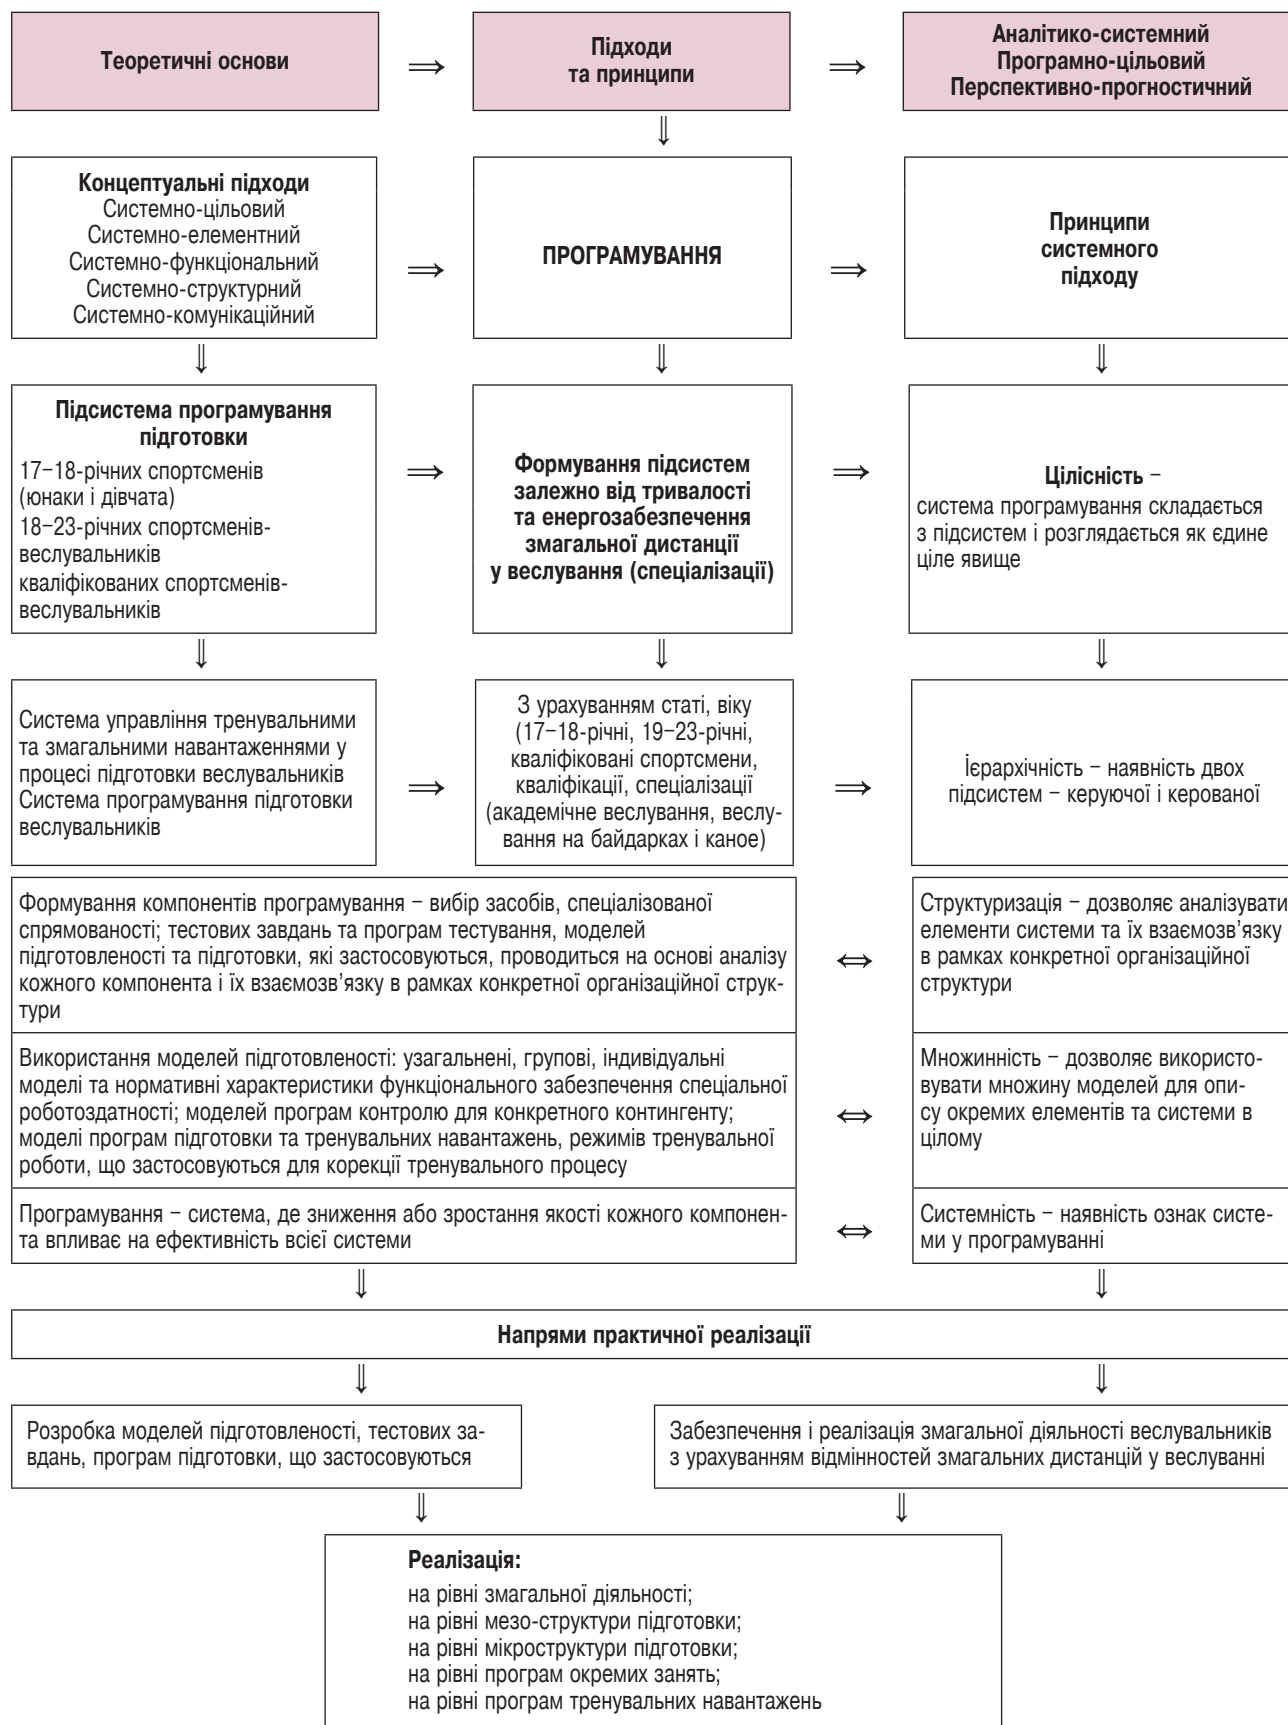 Теоретичні основи
⇒
Підходи
та принципи
⇒
Аналітико-системний
Програмно-цільовий
Перспективно-прогностичний
⇓
Концептуальні підходи
Системно-цільовий
Системно-елементний
Системно-функціональний
Системно-структурний
Системно-комунікаційний
⇒
ПРОГРАМУВАННЯ
⇒
Принципи
системного
підходу
⇓
⇓
⇓
Підсистема програмування
підготовки
17–18-річних спортсменів
(юнаки і дівчата)
18–23-річних спортсменів-
веслувальників
кваліфікованих спортсменів-
веслувальників
⇒
Формування підсистем
залежно від тривалості
та енергозабезпечення
змагальної дистанції
у веслування (спеціалізації)
⇒
Цілісність –
система програмування складається
з підсистем і розглядається як єдине
ціле явище
⇓
⇓
⇓
Система управління тренувальними
та змагальними навантаженнями у
процесі підготовки веслувальників
Система програмування підготовки
веслувальників
⇒
З урахуванням статі, віку
(17–18-річні, 19–23-річні,
кваліфіковані спортсмени,
кваліфікації, спеціалізації
(академічне веслування, веслу-
вання на байдарках і каное)
⇒
Ієрархічність – наявність двох
підсистем – керуючої і керованої
Формування компонентів програмування – вибір засобів, спеціалізованої
спрямованості; тестових завдань та програм тестування, моделей
підготовленості та підготовки, які застосовуються, проводиться на основі аналізу
кожного компонента і їх взаємозв’язку в рамках конкретної організаційної струк-
тури
⇔
Структуризація – дозволяє аналізувати
елементи системи та їх взаємозв’язку
в рамках конкретної організаційної
структури
Використання моделей підготовленості: узагальнені, групові, індивідуальні
моделі та нормативні характеристики функціонального забезпечення спеціальної
роботоздатності; моделей програм контролю для конкретного контингенту;
моделі програм підготовки та тренувальних навантажень, режимів тренувальної
роботи, що застосовуються для корекції тренувального процесу
⇔
Множинність – дозволяє використо-
вувати множину моделей для опи-
су окремих елементів та системи в
цілому
Програмування – система, де зниження або зростання якості кожного компонен-
та впливає на ефективність всієї системи
⇔
Системність – наявність ознак систе-
ми у програмуванні
⇓
⇓
Напрями практичної реалізації
⇓
⇓
Розробка моделей підготовленості, тестових за-
вдань, програм підготовки, що застосовуються
Забезпечення і реалізація змагальної діяльності веслувальників
з урахуванням відмінностей змагальних дистанцій у веслуванні
⇓
⇓
Реалізація:
на рівні змагальної діяльності;
на рівні мезо-структури підготовки;
на рівні мікроструктури підготовки;
на рівні програм окремих занять;
на рівні програм тренувальних навантажень